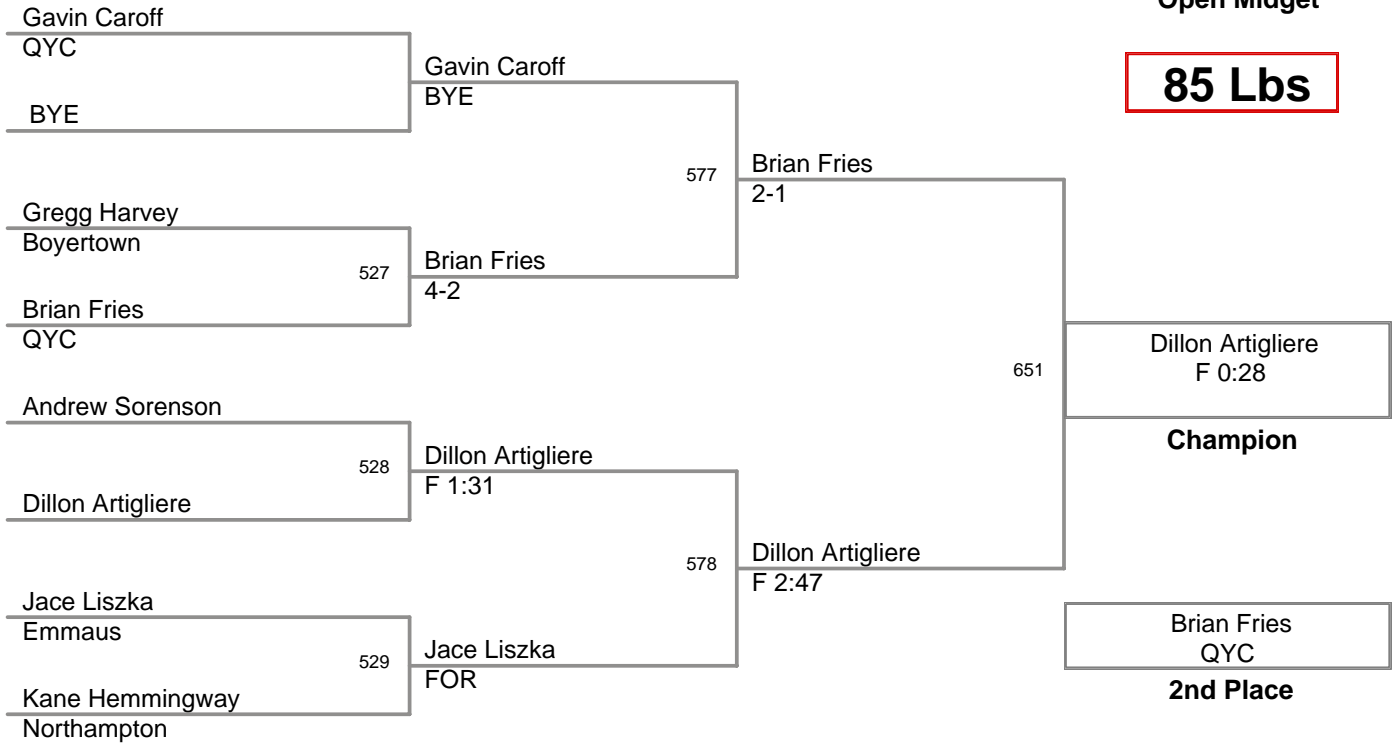 Open Midget
85 Lbs
Gavin Caroff
QYC
BYE
Gavin Caroff
BYE
577
Brian Fries
2-1
Gregg Harvey
Boyertown
527
Brian Fries
4-2
Brian Fries
QYC
651
Dillon Artigliere
F 0:28
Champion
Andrew Sorenson
528
Dillon Artigliere
F 1:31
Dillon Artigliere
578
Dillon Artigliere
F 2:47
Jace Liszka
Emmaus
529
Jace Liszka
FOR
Kane Hemmingway
Northampton
Brian Fries
QYC
2nd Place